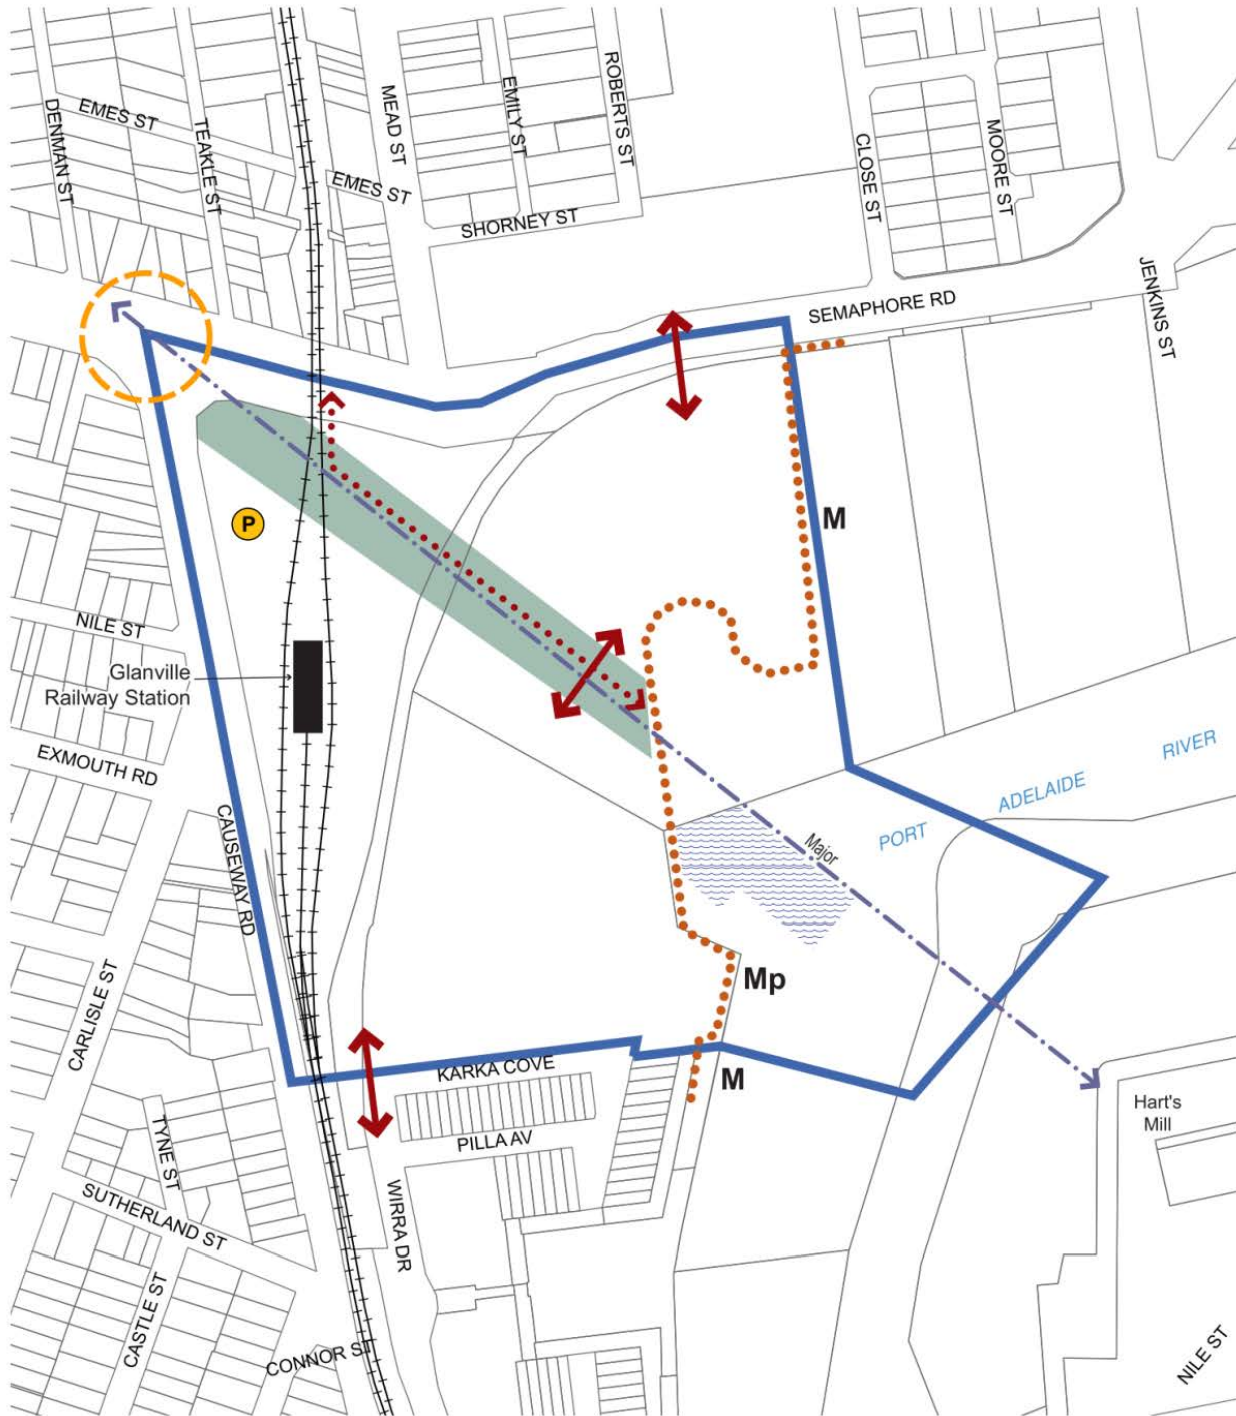 EMES ST
DENMAN ST
TEAKLE ST
MEAD ST
EMILY ST
ROBERTS ST
EMES ST
SHORNEY ST
CLOSE ST
MOORE ST
JENKINS ST
SEMAPHORE RD
M
P
NILE ST
Glanville
Railway Station
EXMOUTH RD
CAUSEWAY RD
RIVER
ADELAIDE
PORT
Major
CARLISLE ST
Mp
KARKA COVE
M
PILLA AV
Hart's
Mill
TYNE ST
SUTHERLAND ST
WIRRA DR
CASTLE ST
CONNOR ST
NILE ST